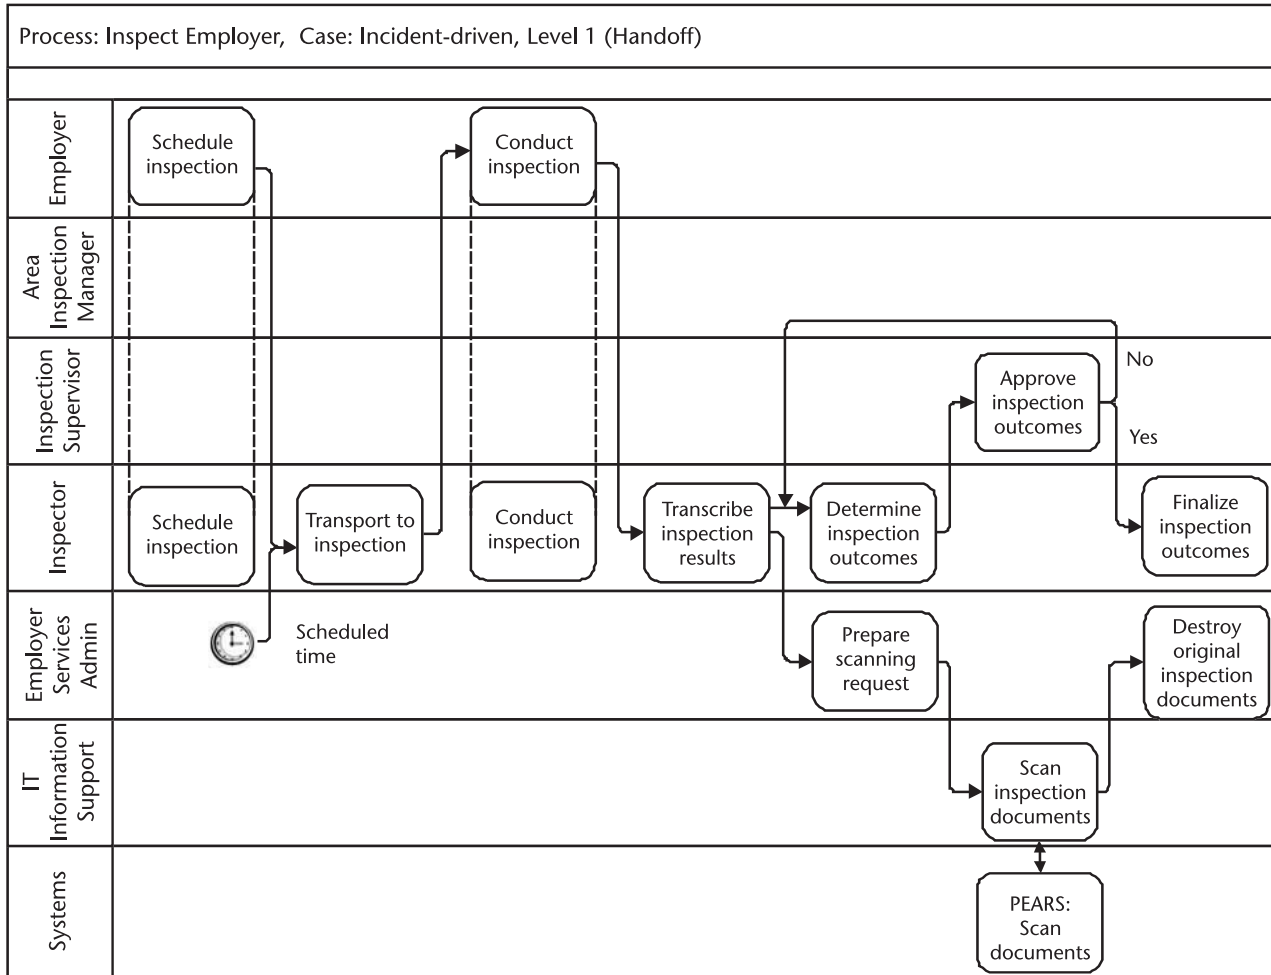 Process: Inspect Employer, Case: Incident-driven, Level 1 (Handoff)
Employer
Schedule
inspection
Conduct
inspection
Area
Inspection
Manager
Inspection
Supervisor
Approve
inspection
outcomes
No
Yes
Inspector
Schedule
inspection
Transport to
inspection
Conduct
inspection
Transcribe
inspection
results
Determine
inspection
outcomes
Finalize
inspection
outcomes
Employer
Services
Admin
Scheduled
time
Prepare
scanning
request
Destroy
original
inspection
documents
IT
Information
Support
Scan
inspection
documents
Systems
PEARS:
Scan
documents